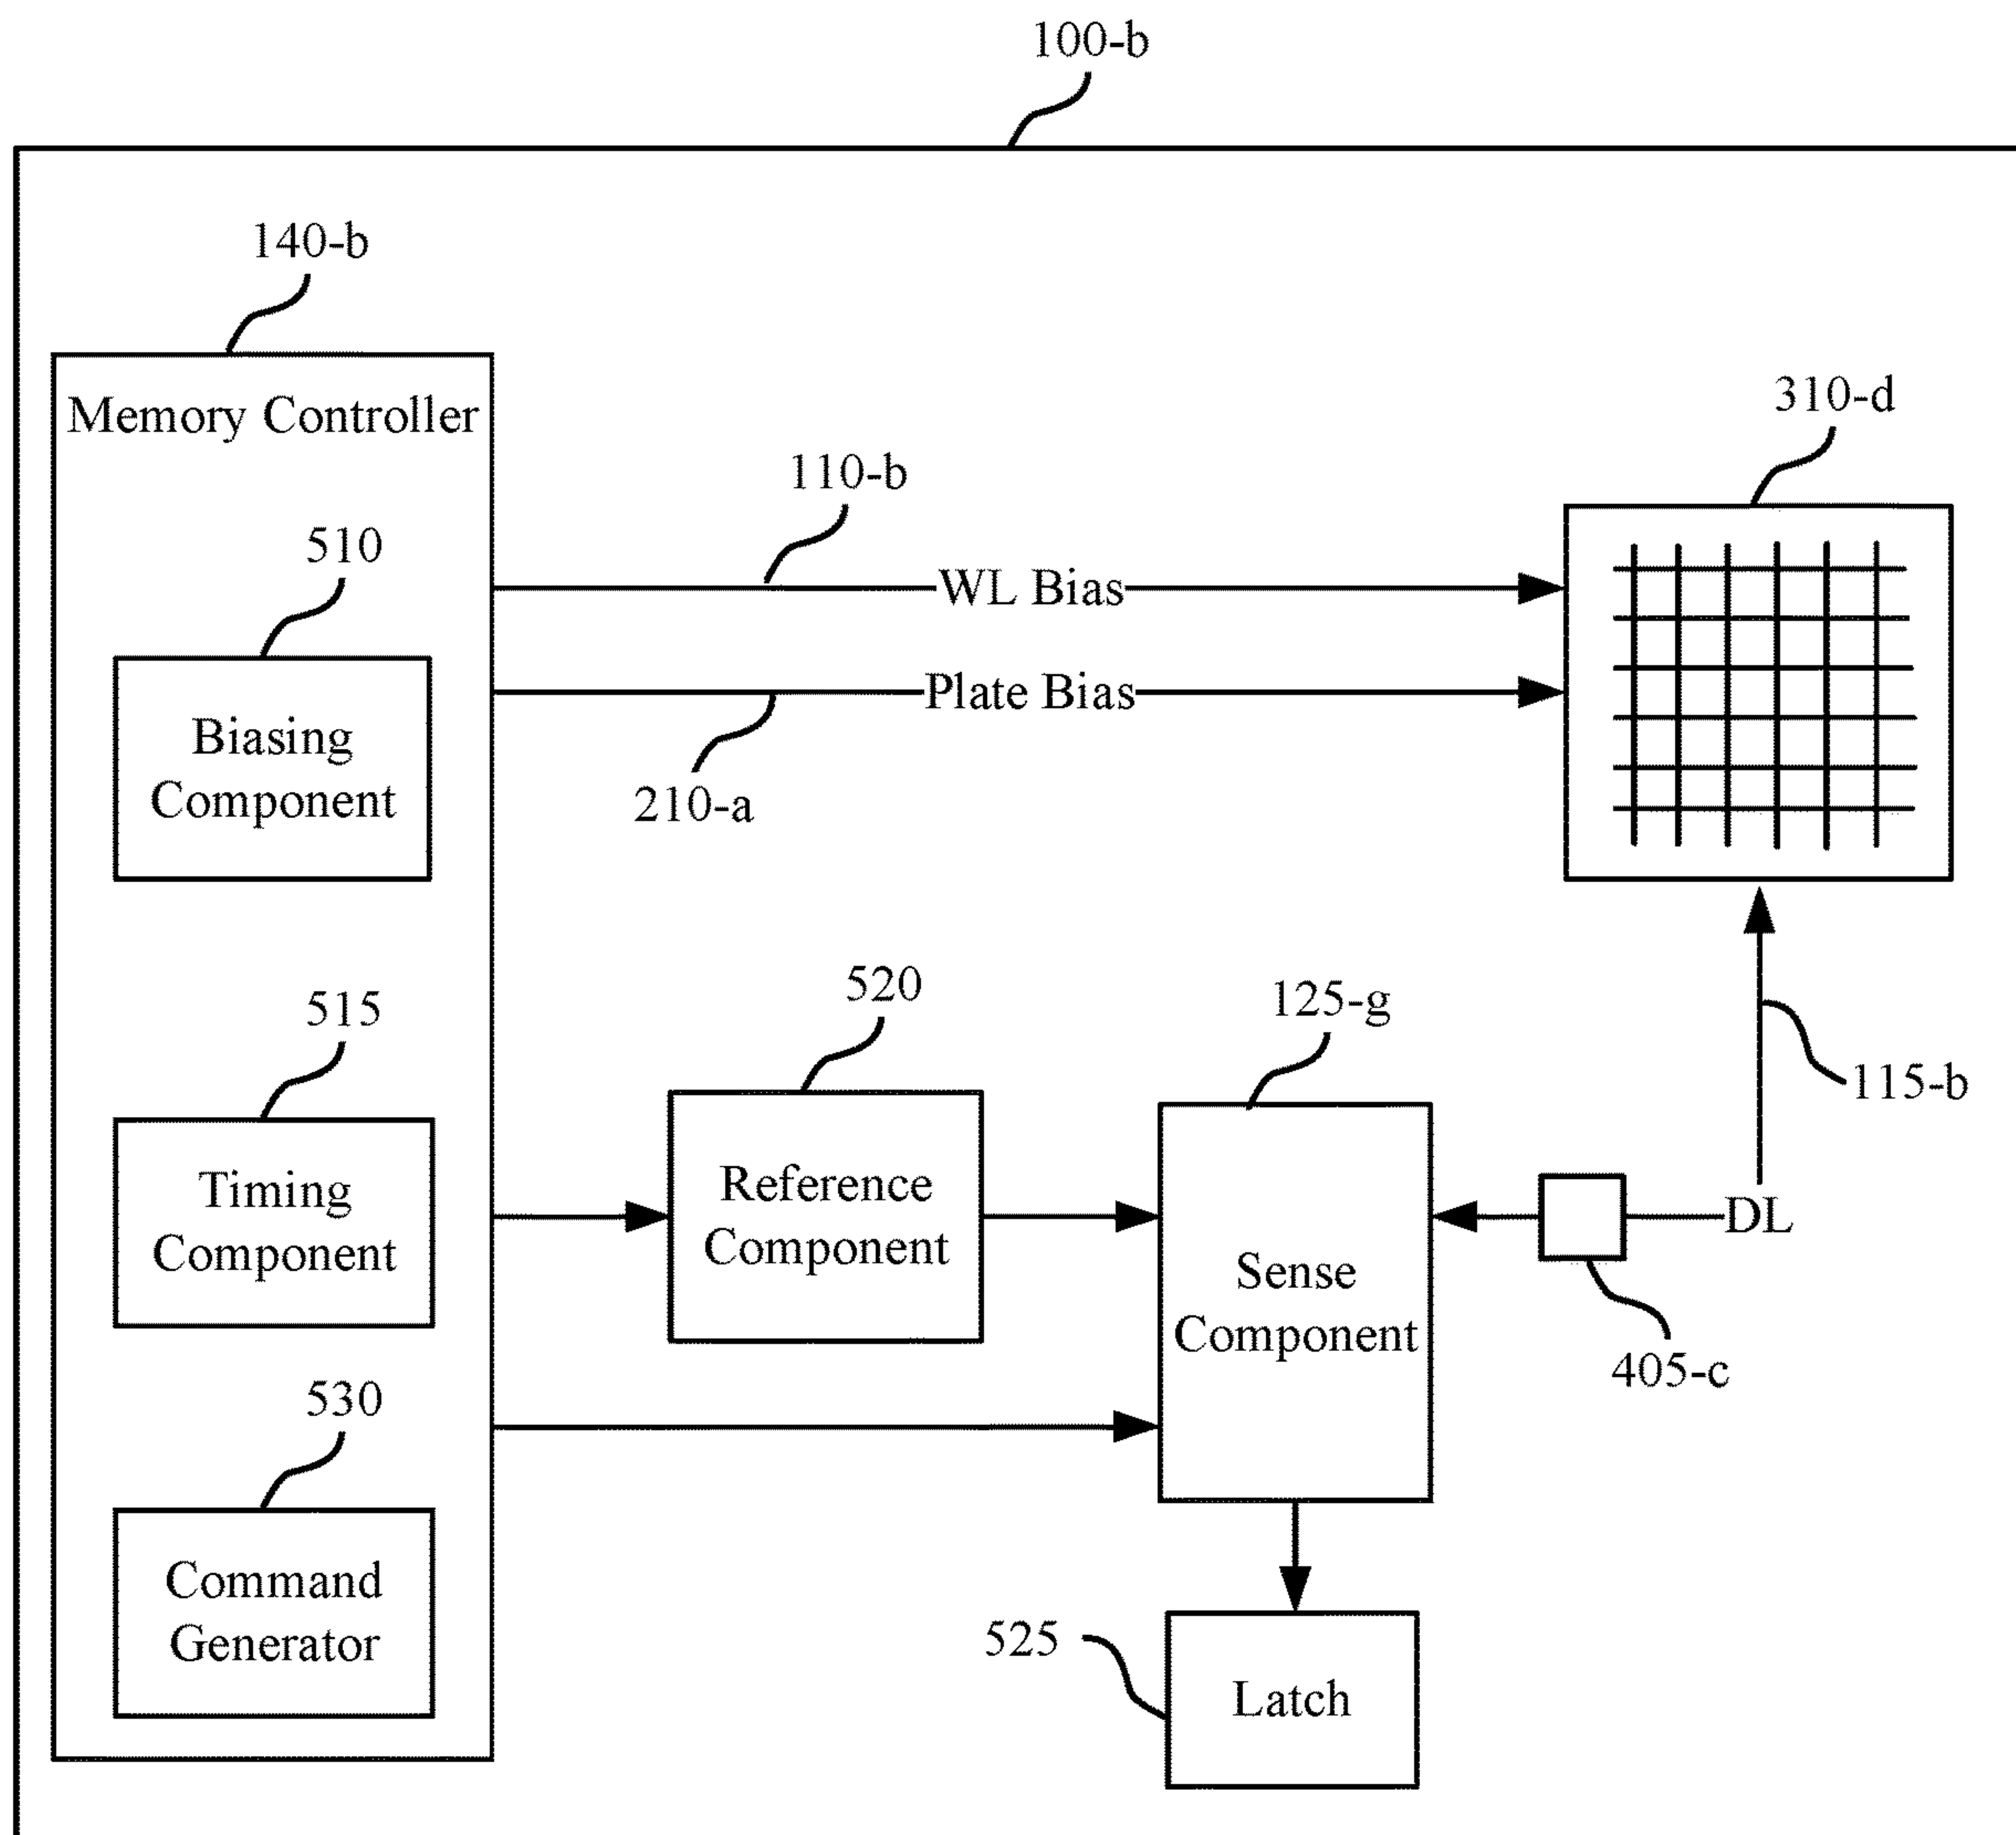 100-b
140-b
Memory Controller
310-d
110-b
510
WL Bias
Plate Bias
Biasing
Component
210-a
520
125-g
515
115-b
Reference
Component
Timing
Component
DL
Sense
Component
405-c
530
Command
Generator
525
Latch